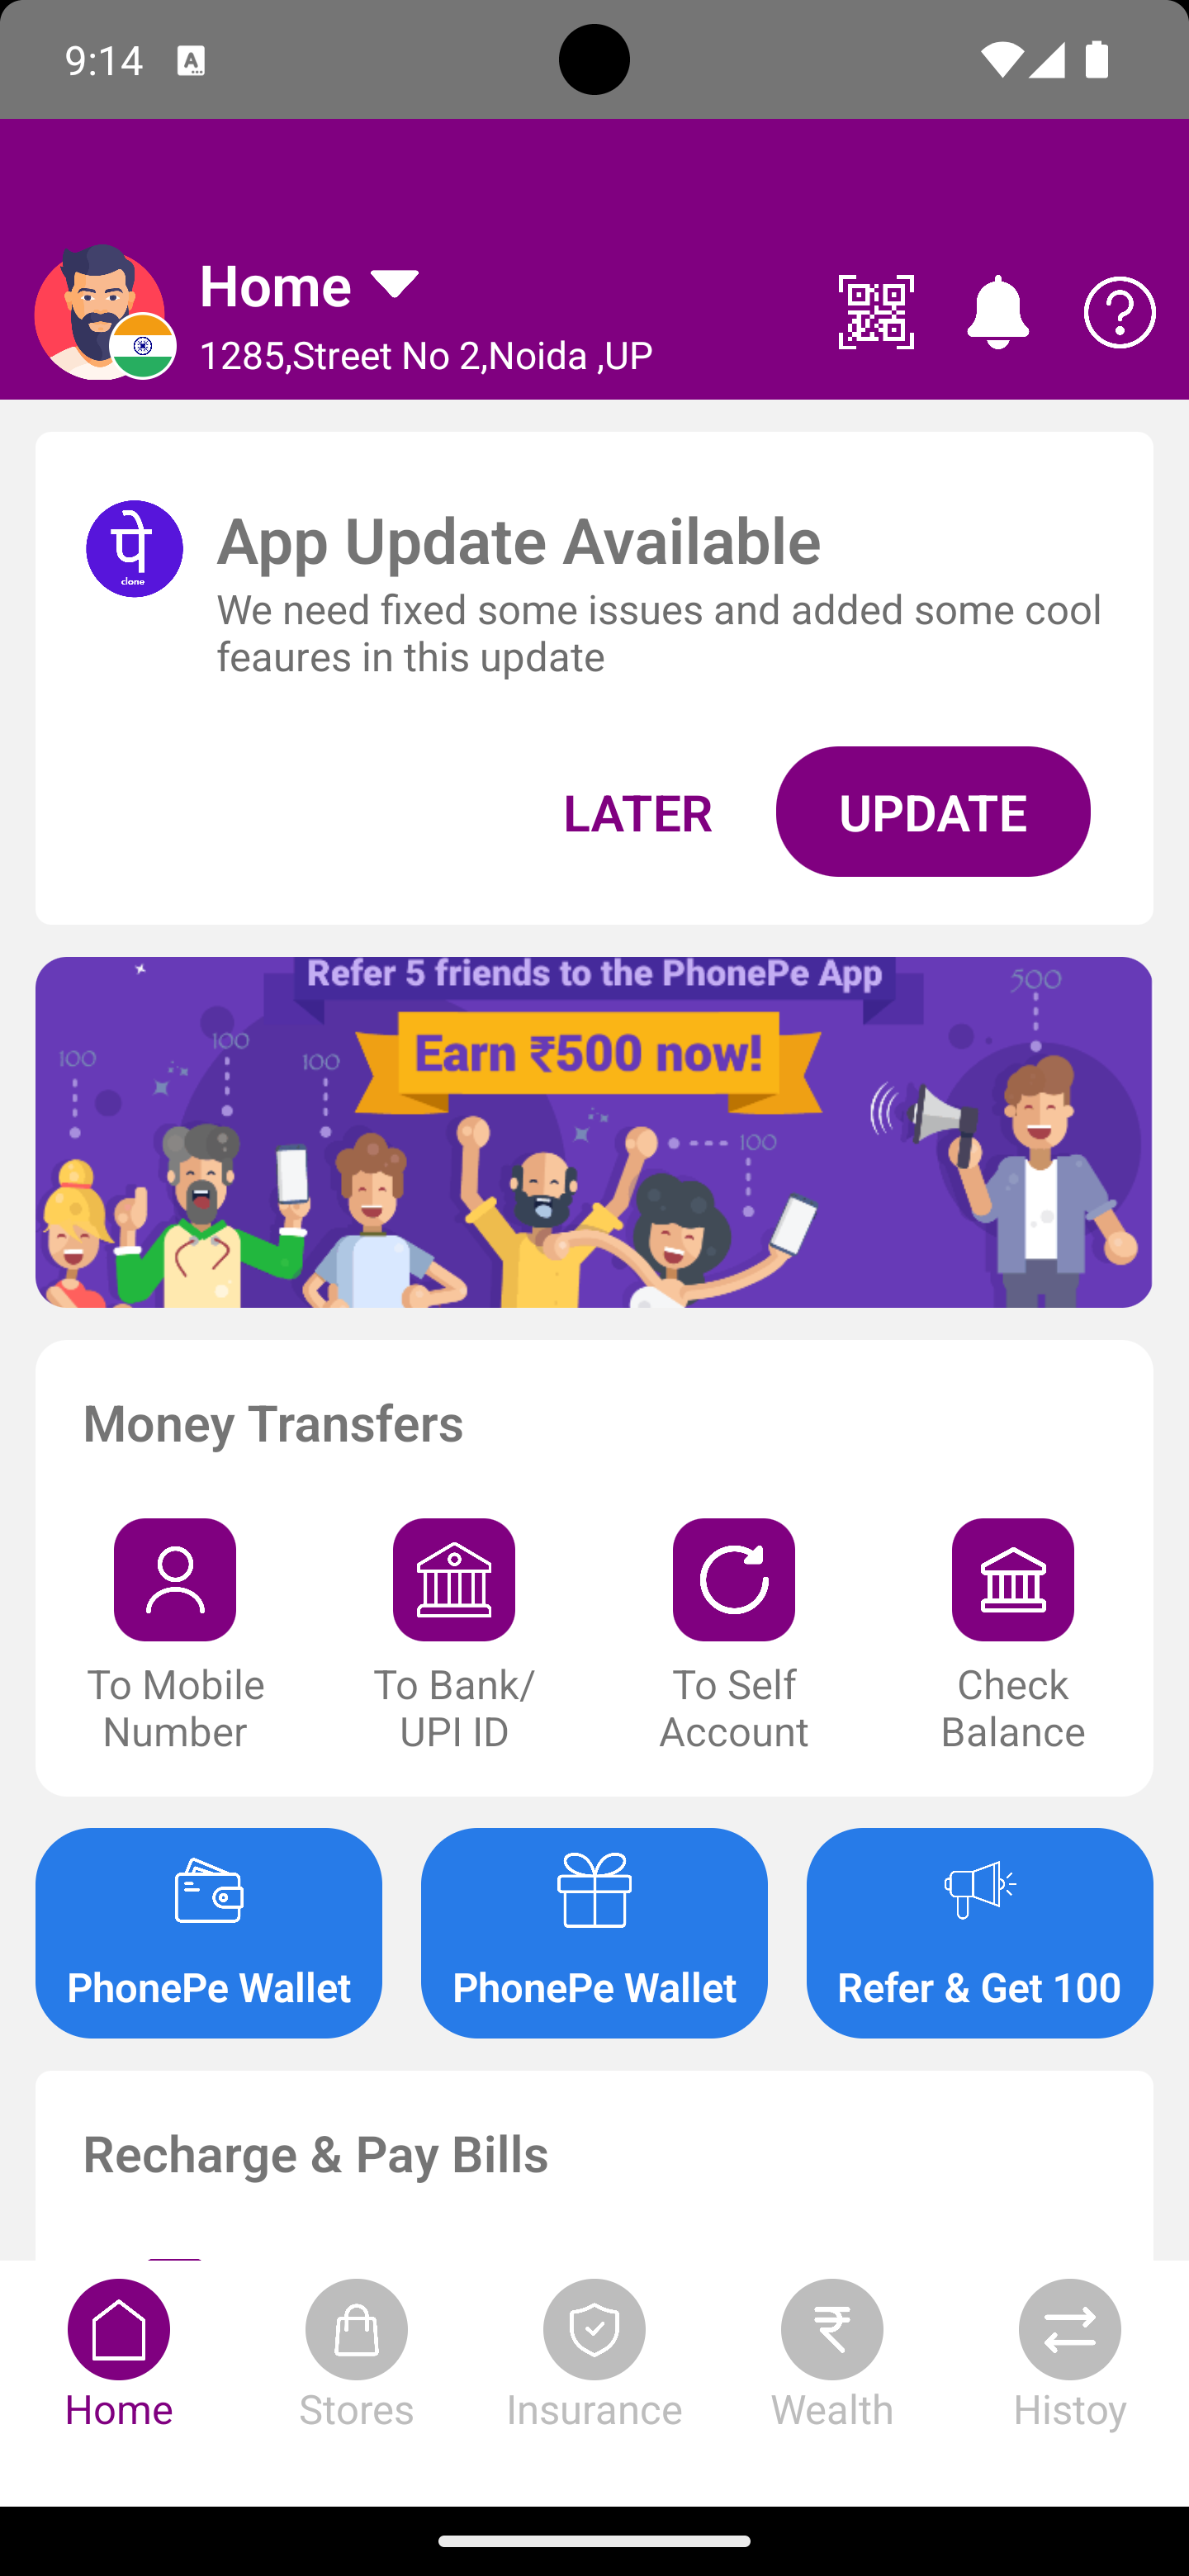 9:14
A
Home
1285,Street No 2,Noida ,UP
पे
clone
App Update Available
We need fixed some issues and added some cool
feaures in this update
LATER
UPDATE
Refer 5 friends to the PhonePe App
Earn ₹500 now!
500
100
100
100
100
Money Transfers
To Mobile
Number
To Bank/
UPI ID
To Self
Account
Check
Balance
PhonePe Wallet
PhonePe Wallet
Refer & Get 100
Recharge & Pay Bills
Home
Stores
Insurance
Wealth
Histoy